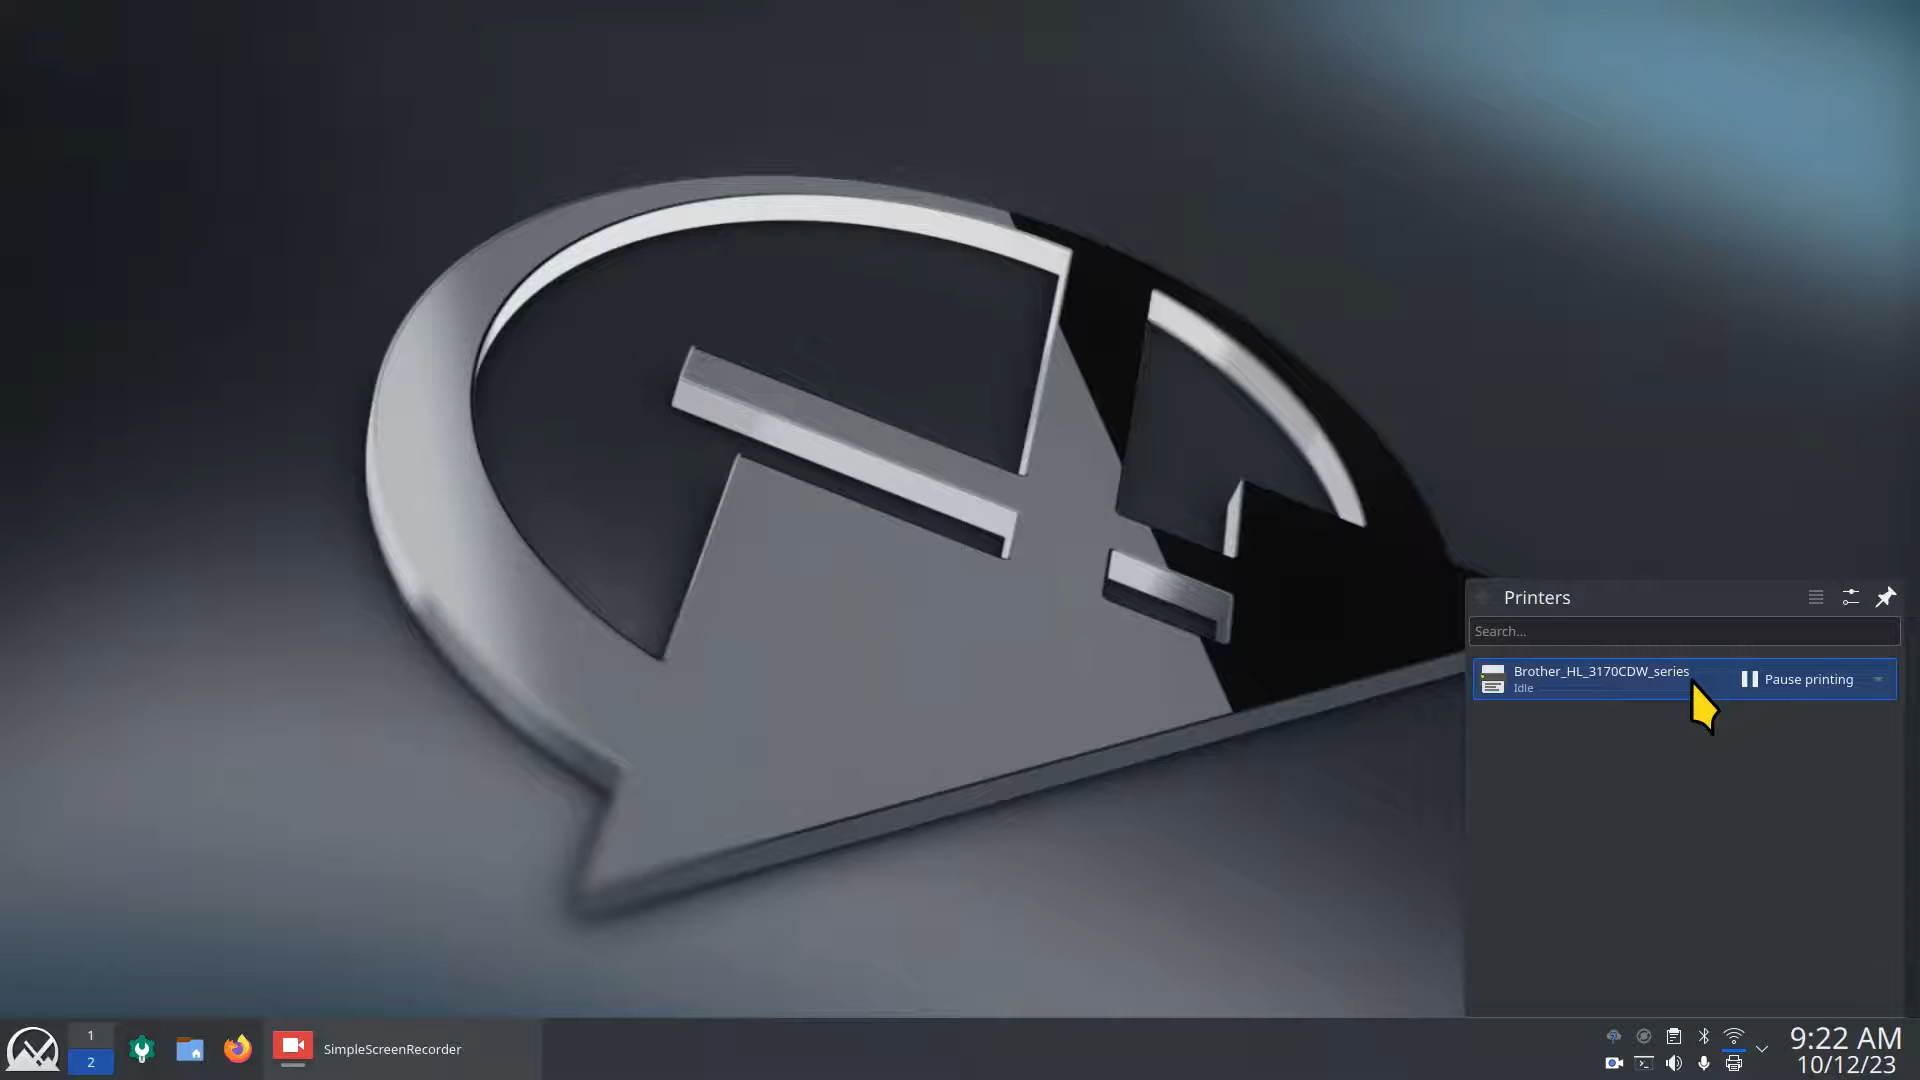 Printers
Search...
Brother_HL_3170CDW_series
Idle
Pause printing
1
2
SimpleScreenRecorder
9:22 AM
10/12/23